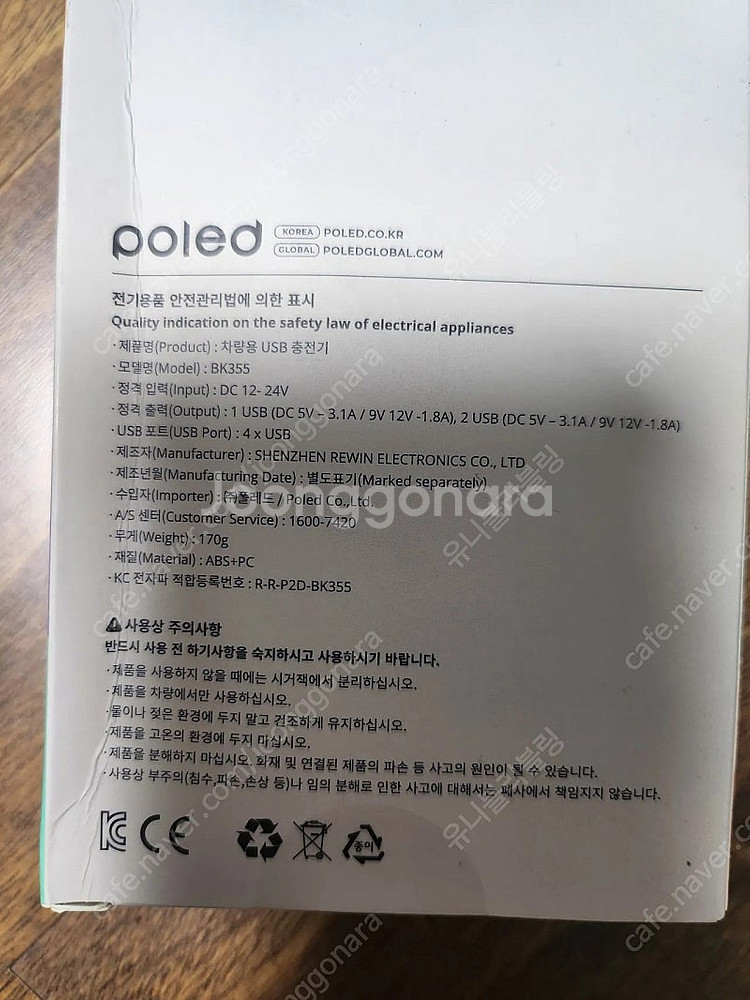 poled
KOREA POLED.CO.KR
GLOBAL POLEDGLOBAL.COM
전기용품 안전관리법에 의한 표시
Quality indication on the safety law of electrical appliances
·제품명(Product) : 차량용 USB 충전기
·모델명(Model) : BK355
·정격 입력(Input) : DC 12- 24V
·정격 출력(Output) : 1 USB (DC 5V – 3.1A / 9V 12V -1.8A), 2 USB (DC 5V – 3.1A / 9V 12V -1.8A)
·USB 포트(USB Port) : 4 x USB
·제조자(Manufacturer) : SHENZHEN REWIN ELECTRONICS CO., LTD
·제조년월(Manufacturing Date) : 별도표기(Marked separately)
·수입자(Importer) : ㈜폴레드 / Poled Co.,Ltd.
·A/S 센터(Customer Service) : 1600-7420
·무게(Weight) : 170g
·재질(Material) : ABS+PC
·KC 전자파 적합등록번호 : R-R-P2D-BK355
사용상 주의사항
반드시 사용 전 하기사항을 숙지하시고 사용하시기 바랍니다.
·제품을 사용하지 않을 때에는 시거잭에서 분리하십시오.
·제품을 차량에서만 사용하십시오.
·물이나 젖은 환경에 두지 말고 건조하게 유지하십시오.
·제품을 고온의 환경에 두지 마십시오.
·제품을 분해하지 마십시오. 화재 및 연결된 제품의 파손 등 사고의 원인이 될 수 있습니다.
·사용상 부주의(침수,파손,손상 등)나 임의 분해로 인한 사고에 대해서는 폐사에서 책임지지 않습니다.
KC CE
종이
Joonggonara
유니블리블링
cafe.naver.com/joonggonara